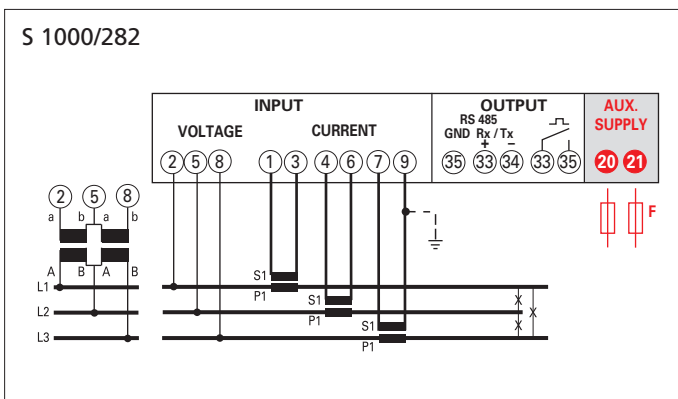 S 1000/282
INPUT
OUTPUT
AUX.
SUPPLY
VOLTAGE
CURRENT
RS 485
GND Rx / Tx
+ –
2 5 8 1 3 4 6 7 9 35 33 34 33 35 20 21
2 5 8
a b a b
F
A B A B
S1
P1
S1
P1
S1
P1
L1
L2
L3
X
X
X